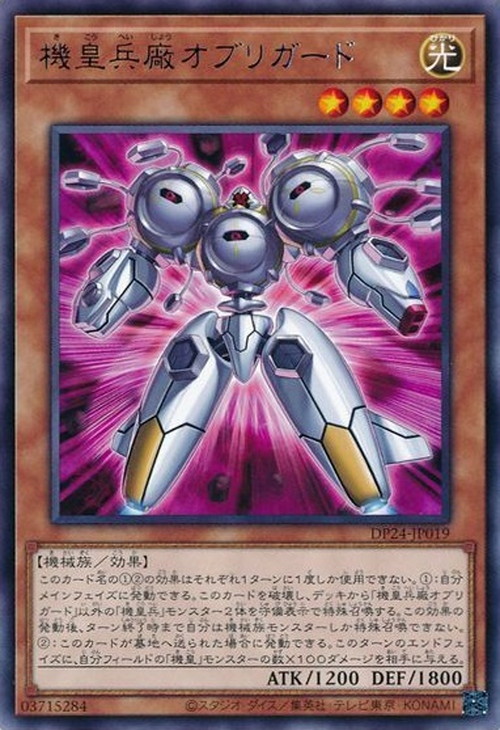 機皇兵廠オブリガード
光
DP24-JP019
【機械族／効果】
このカード名の①②の効果はそれぞれ1ターンに1度しか使用できない。①:自分
メインフェイズに発動できる。このカードを破壊し、デッキから「機皇兵廠オブ
リガード」以外の「機皇兵」モンスター2体を守備表示で特殊召喚する。この効果の
発動後、ターン終了時まで自分は機械族モンスターしか特殊召喚できない。
②:このカードが墓地へ送られた場合に発動できる。このターンのエンドフェ
イズに、自分フィールドの「機皇」モンスターの数×100ダメージを相手に与える。
ATK/1200 DEF/1800
03715284
©スタジオ・ダイス／集英社・テレビ東京・KONAMI